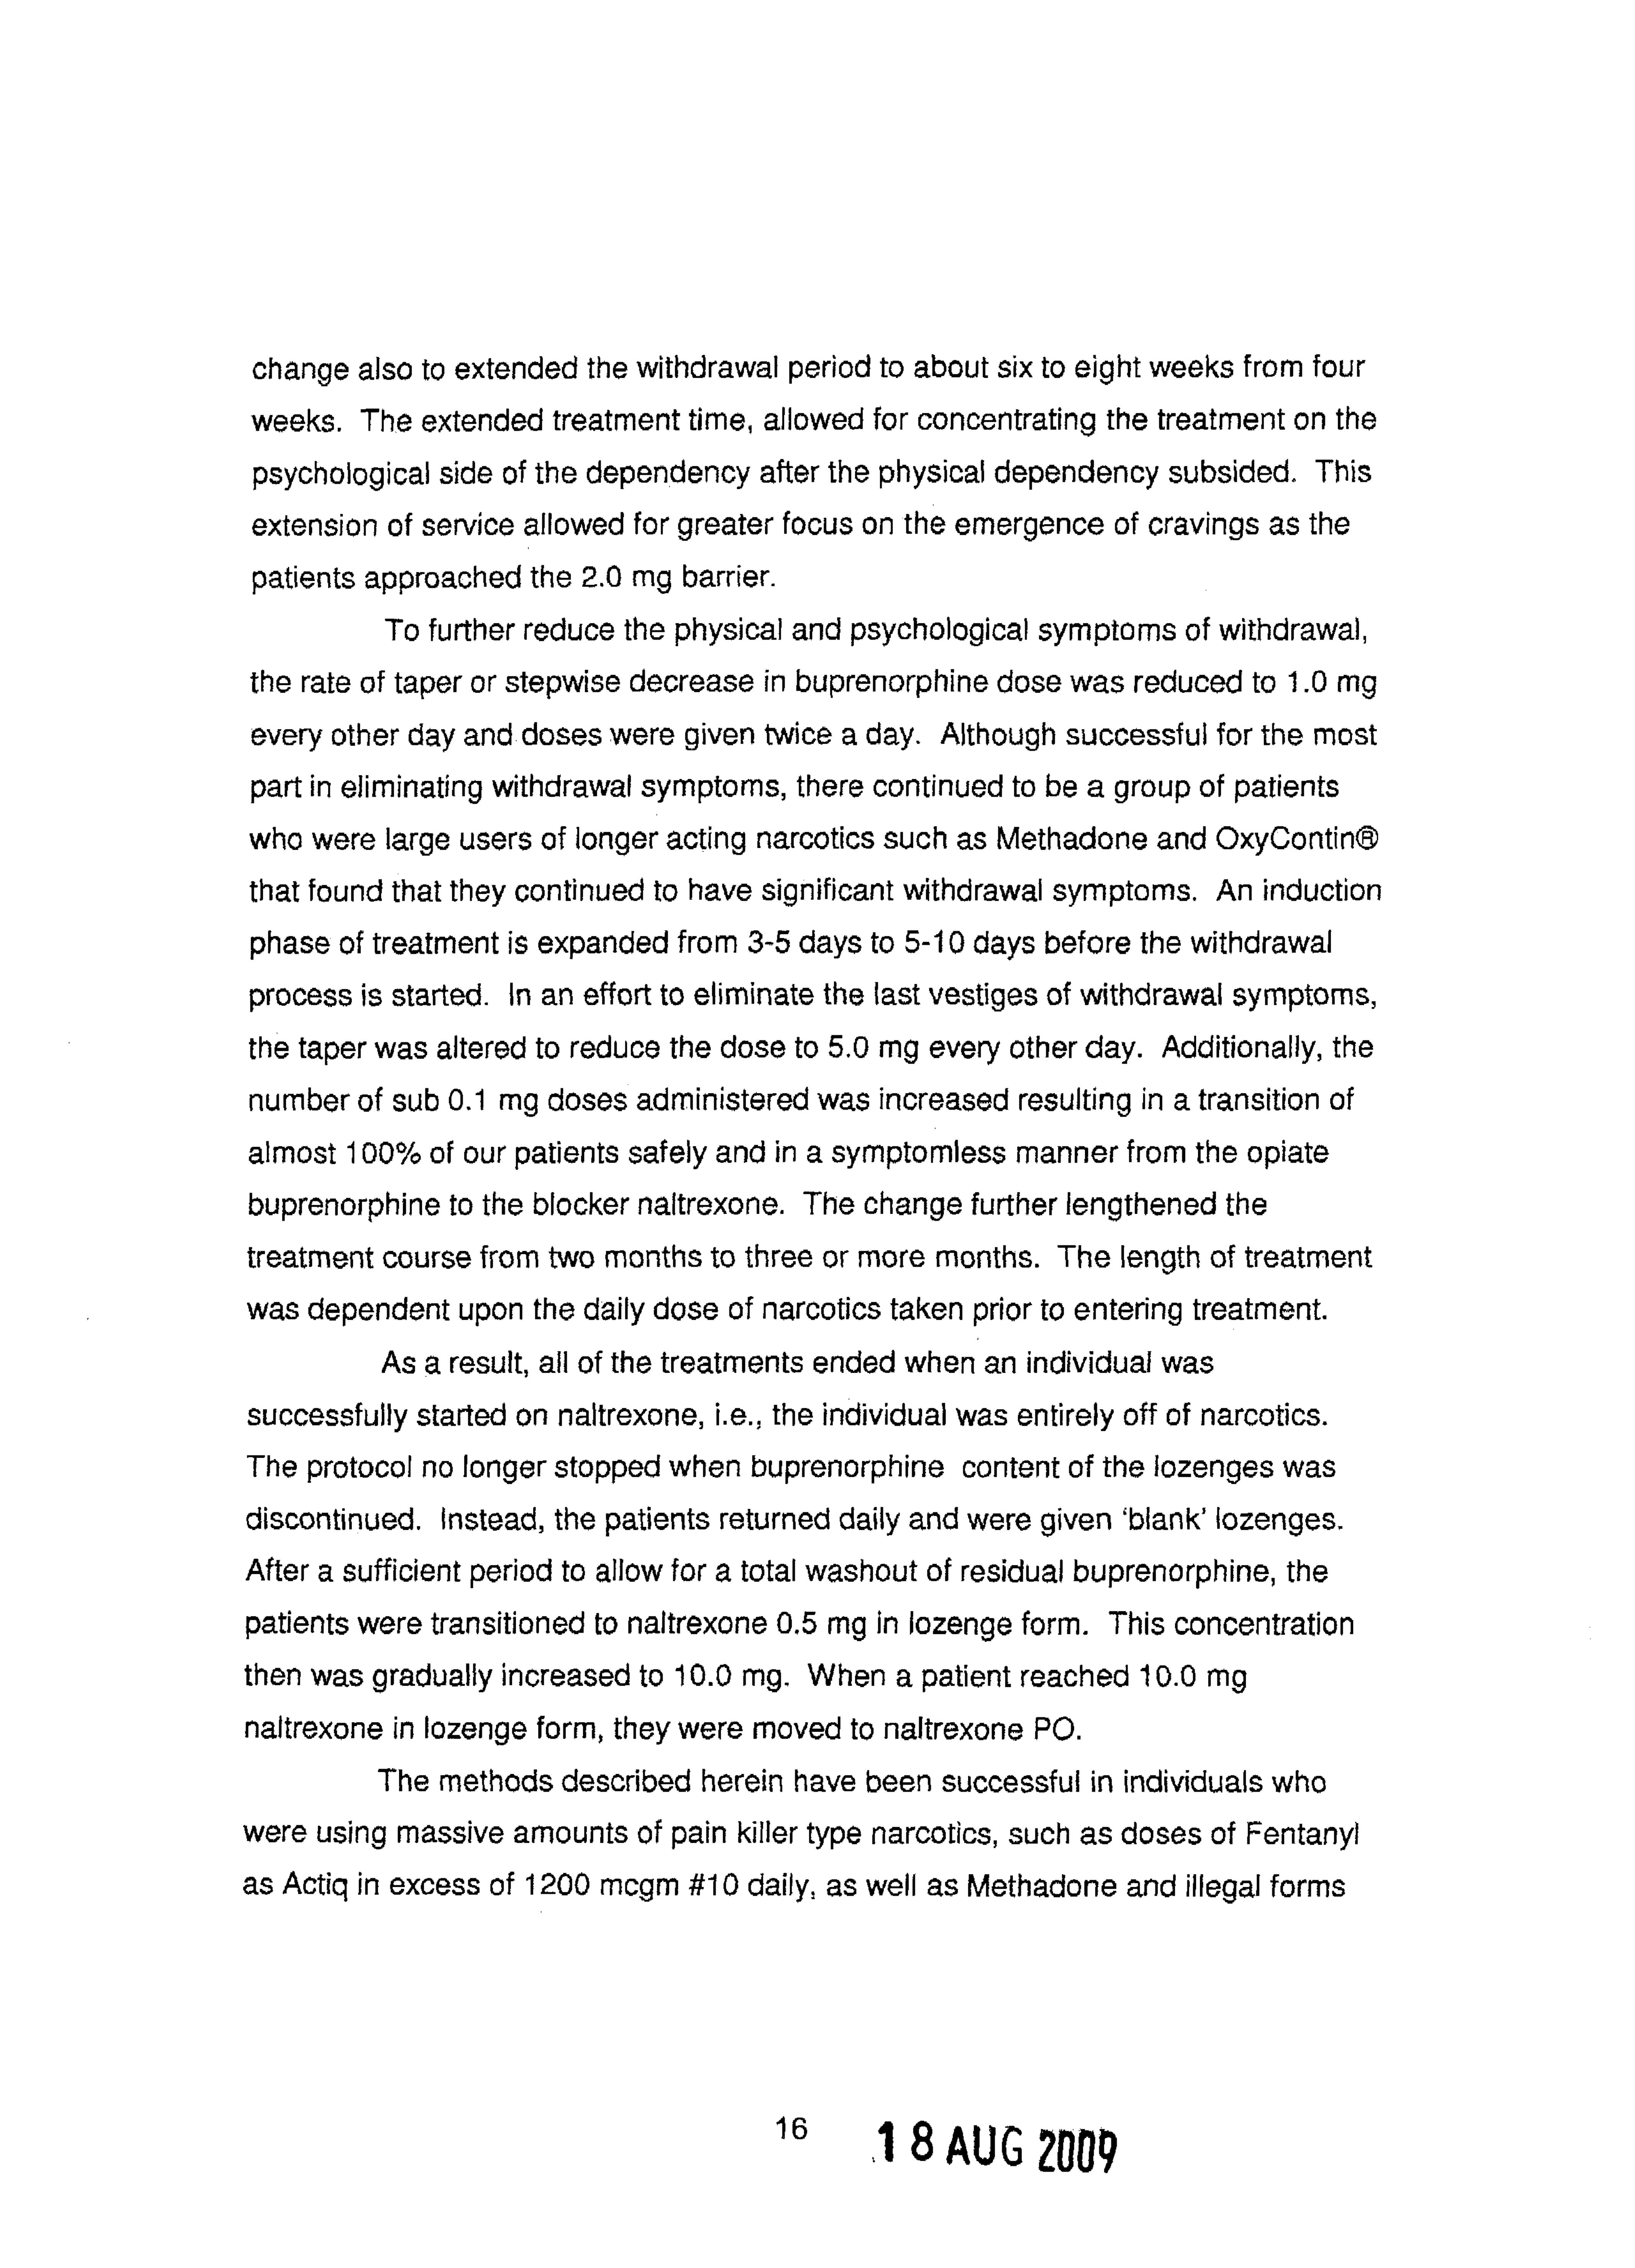 change also to extended the withdrawal period to about six to eight weeks from four
weeks. The extended treatment time, allowed for concentrating the treatment on the
psychological side of the dependency after the physical dependency subsided. This
extension of service allowed for greater focus on the emergence of cravings as the
patients approached the 2.0 mg barrier.
To further reduce the physical and psychological symptoms of withdrawal,
the rate of taper or stepwise decrease in buprenorphine dose was reduced to 1.0 mg
every other day and doses were given twice a day. Although successful for the most
part in eliminating withdrawal symptoms, there continued to be a group of patients
who were large users of longer acting narcotics such as Methadone and OxyContin®
that found that they continued to have significant withdrawal symptoms. An induction
phase of treatment is expanded from 3-5 days to 5-10 days before the withdrawal
process is started. In an effort to eliminate the last vestiges of withdrawal symptoms,
the taper was altered to reduce the dose to 5.0 mg every other day. Additionally, the
number of sub 0.1 mg doses administered was increased resulting in a transition of
almost 100% of our patients safely and in a symptomless manner from the opiate
buprenorphine to the blocker naltrexone. The change further lengthened the
treatment course from two months to three or more months. The length of treatment
was dependent upon the daily dose of narcotics taken prior to entering treatment.
As a result, all of the treatments ended when an individual was
successfully started on naltrexone, i.e., the individual was entirely off of narcotics.
The protocol no longer stopped when buprenorphine content of the lozenges was
discontinued. Instead, the patients returned daily and were given ‘blank’ lozenges.
After a sufficient period to allow for a total washout of residual buprenorphine, the
patients were transitioned to naltrexone 0.5 mg in lozenge form. This concentration
then was gradually increased to 10.0 mg. When a patient reached 10.0 mg
naltrexone in lozenge form, they were moved to naltrexone PO.
The methods described herein have been successful in individuals who
were using massive amounts of pain killer type narcotics, such as doses of Fentanyl
as Actiq in excess of 1200 mcgm #10 daily, as well as Methadone and illegal forms
16
18 AUG 2009